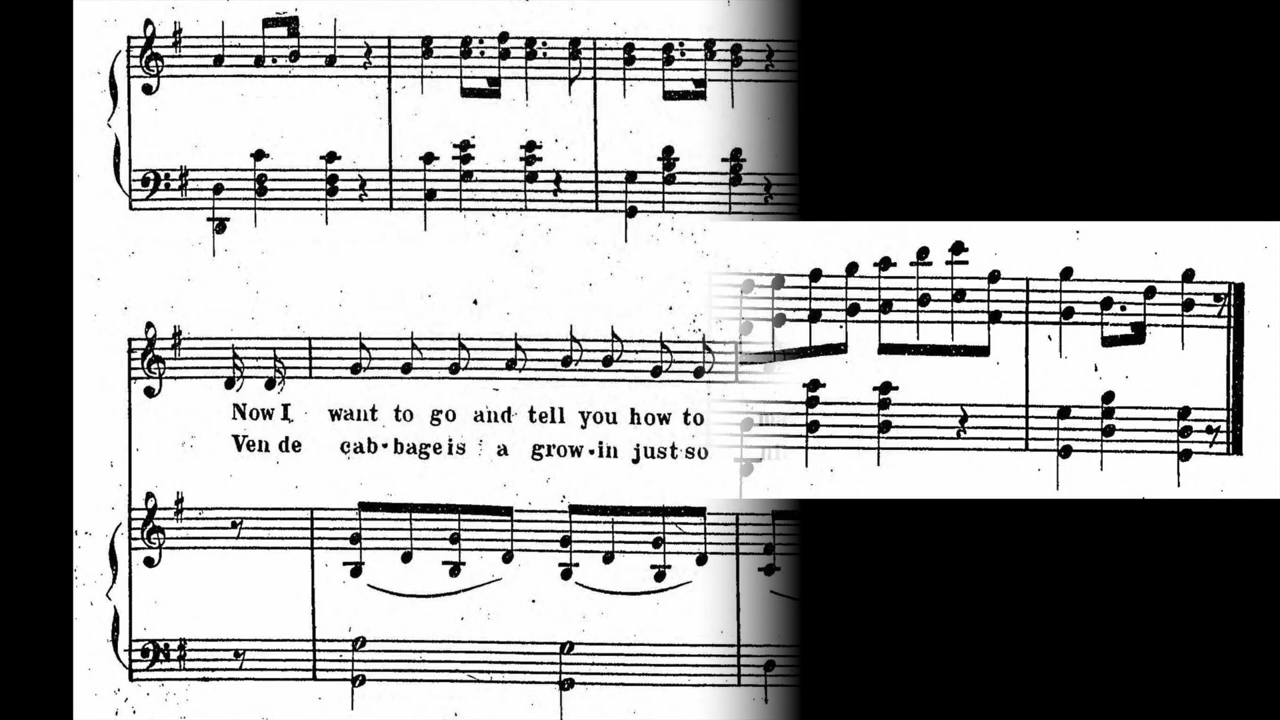 Now I want to go and tell you how to
Ven de cab-bage is a grow-in just so